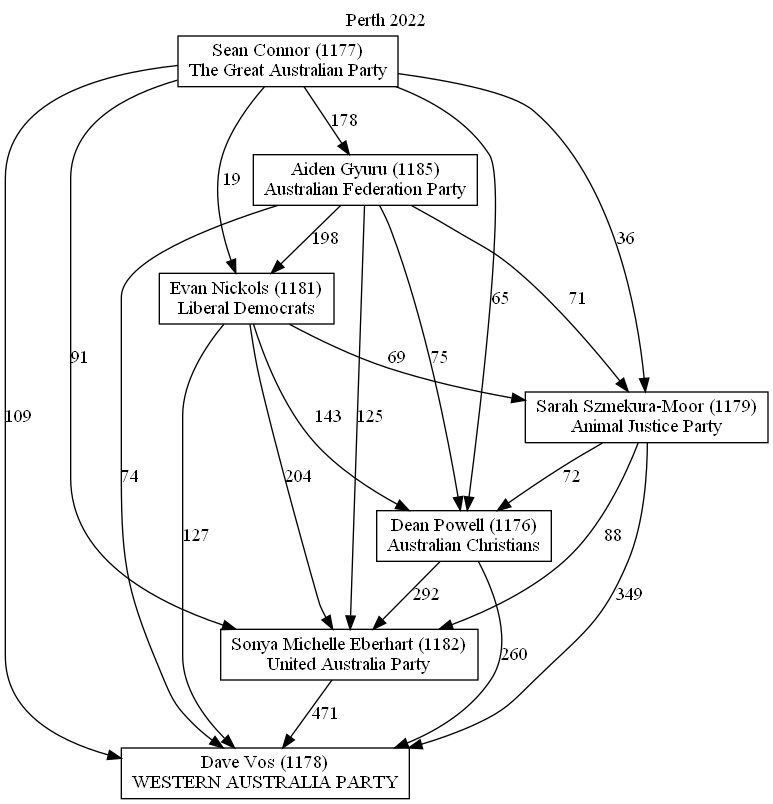 Perth 2022
Sean Connor (1177)
The Great Australian Party
178
Aiden Gyuru (1185)
Australian Federation Party
19
198
36
Evan Nickols (1181)
Liberal Democrats
65
71
91
69
75
109
143
125
Sarah Szmekura-Moor (1179)
Animal Justice Party
74
204
72
127
Dean Powell (1176)
Australian Christians
88
292
349
Sonya Michelle Eberhart (1182)
United Australia Party
260
471
Dave Vos (1178)
WESTERN AUSTRALIA PARTY